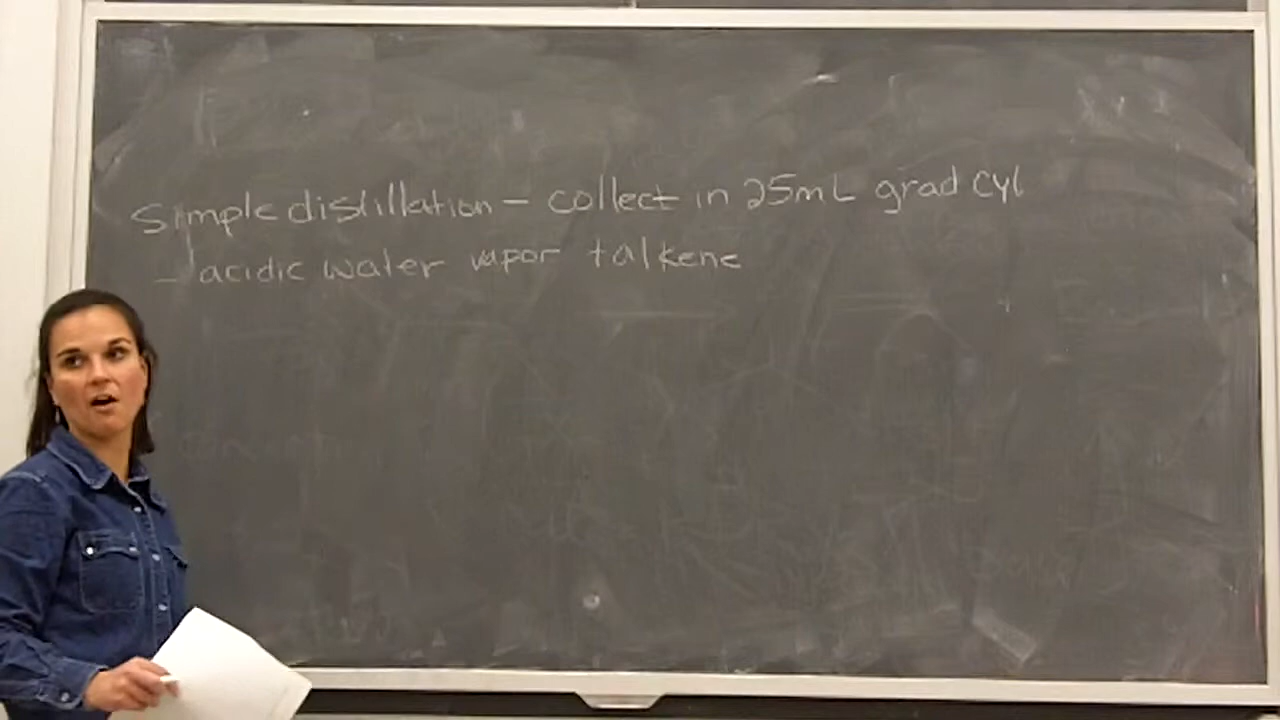 Simple distillation - collect in 25mL grad cyl
- acidic water vapor + alkene